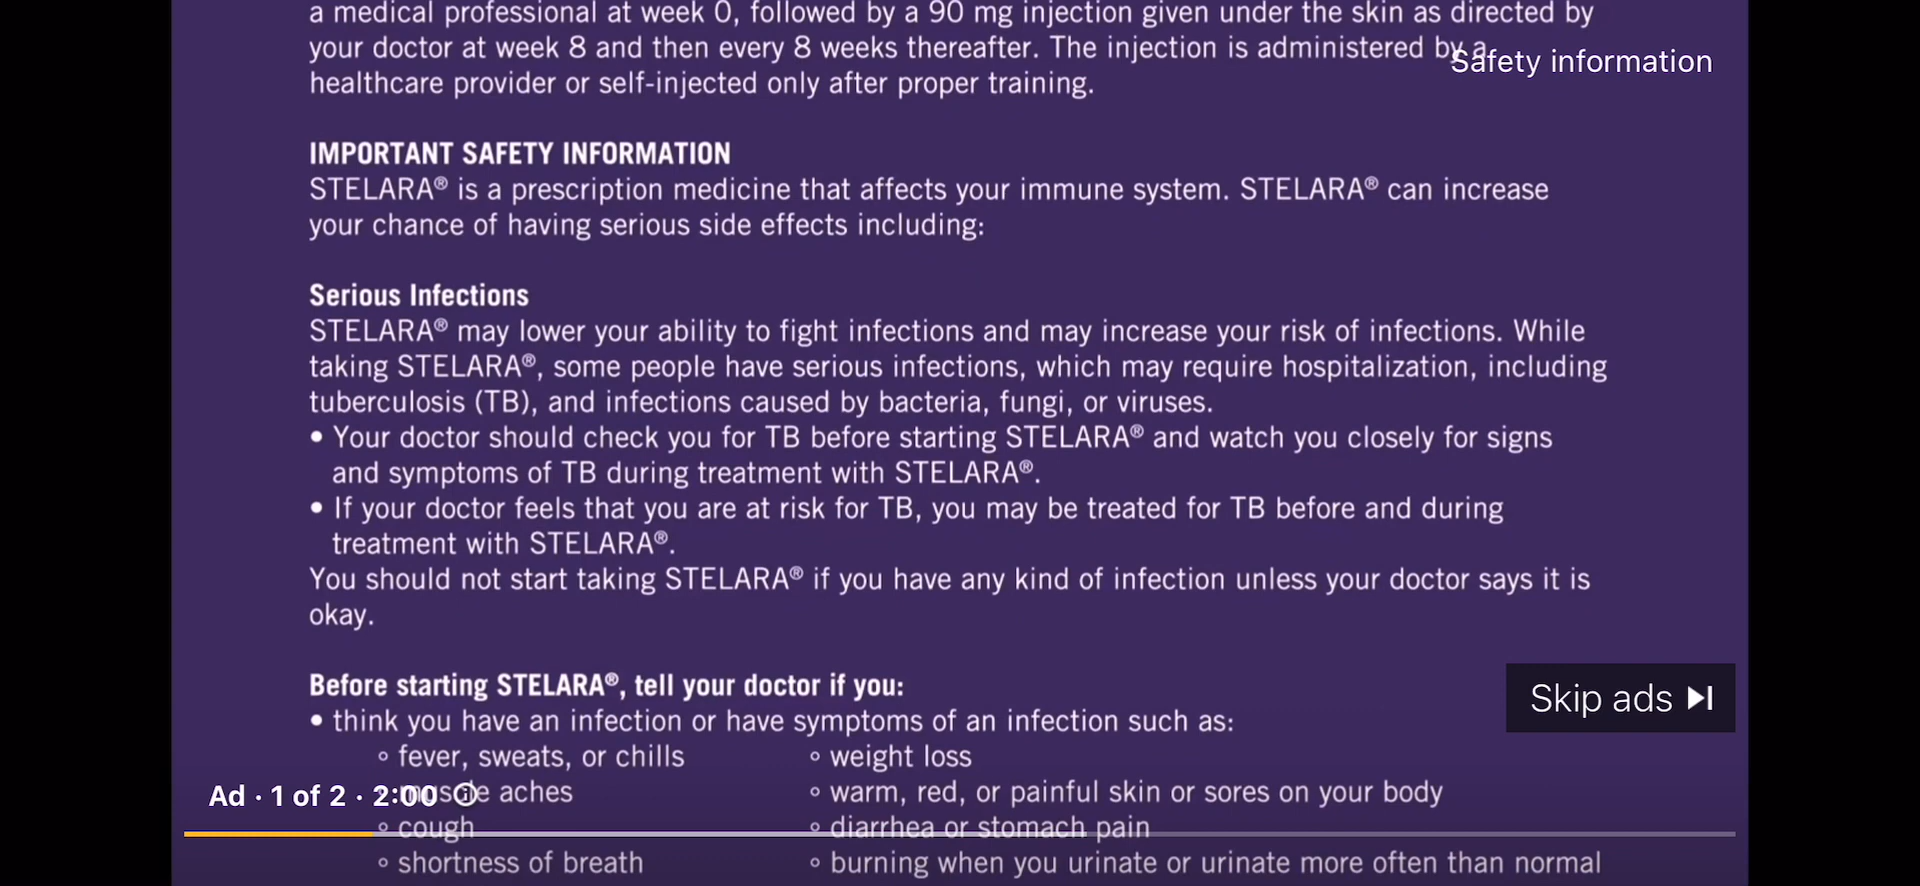 a medical professional at week 0, followed by a 90 mg injection given under the skin as directed by
your doctor at week 8 and then every 8 weeks thereafter. The injection is administered by a
Safety information
healthcare provider or self-injected only after proper training.
IMPORTANT SAFETY INFORMATION
STELARA® is a prescription medicine that affects your immune system. STELARA® can increase
your chance of having serious side effects including:
Serious Infections
STELARA® may lower your ability to fight infections and may increase your risk of infections. While
taking STELARA®, some people have serious infections, which may require hospitalization, including
tuberculosis (TB), and infections caused by bacteria, fungi, or viruses.
• Your doctor should check you for TB before starting STELARA® and watch you closely for signs
and symptoms of TB during treatment with STELARA®.
• If your doctor feels that you are at risk for TB, you may be treated for TB before and during
treatment with STELARA®.
You should not start taking STELARA® if you have any kind of infection unless your doctor says it is
okay.
Before starting STELARA®, tell your doctor if you:
Skip ads
• think you have an infection or have symptoms of an infection such as:
◦ fever, sweats, or chills
◦ weight loss
Ad · 1 of 2 · 2:00
aches
◦ warm, red, or painful skin or sores on your body
◦ cough
◦ diarrhea or stomach pain
◦ shortness of breath
◦ burning when you urinate or urinate more often than normal